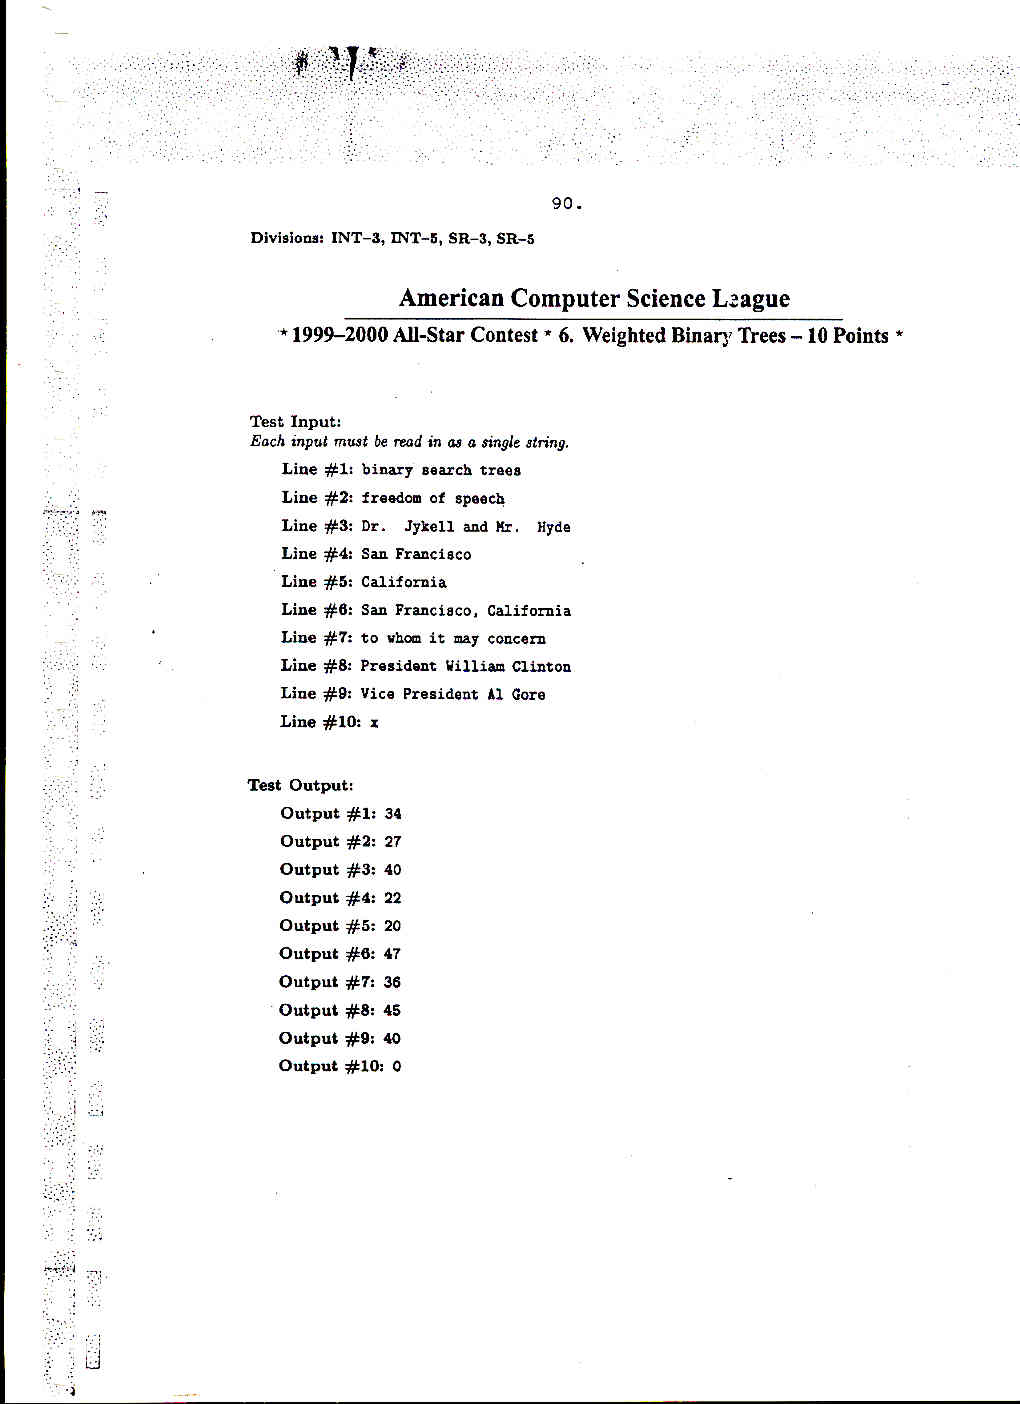 90.
Divisions: INT-3, INT-5, SR-3, SR-5
American Computer Science League
* 1999–2000 All-Star Contest * 6. Weighted Binary Trees – 10 Points *
Test Input:
Each input must be read in as a single string.
Line #1: binary search trees
Line #2: freedom of speech
Line #3: Dr. Jykell and Mr. Hyde
Line #4: San Francisco
Line #5: California
Line #6: San Francisco, California
Line #7: to whom it may concern
Line #8: President William Clinton
Line #9: Vice President Al Gore
Line #10: x
Test Output:
Output #1: 34
Output #2: 27
Output #3: 40
Output #4: 22
Output #5: 20
Output #6: 47
Output #7: 36
Output #8: 45
Output #9: 40
Output #10: 0